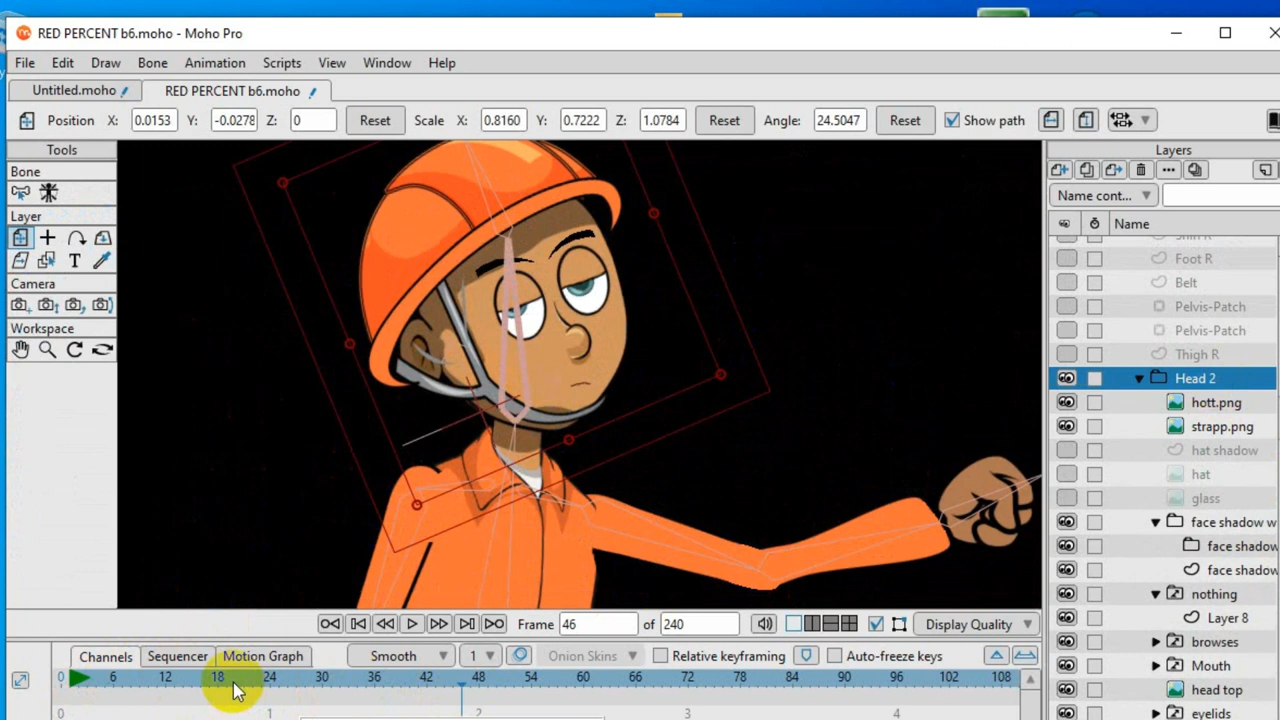 RED PERCENT b6.moho - Moho Pro
File Edit Draw Bone Animation Scripts View Window Help
Untitled.moho RED PERCENT b6.moho
Position X: 0.0153 Y: -0.0278 Z: 0 Reset Scale X: 0.8160 Y: 0.7222 Z: 1.0784 Reset Angle: 24.5047 Reset Show path
Tools
Bone
Layer
Camera
Workspace
Layers
Name cont...
Name
Foot R
Belt
Pelvis-Patch
Pelvis-Patch
Thigh R
Head 2
hott.png
strapp.png
hat shadow
hat
glass
face shadow w
face shadow
face shadow
nothing
Layer 8
browses
Mouth
head top
eyelids
Frame 46 of 240 Display Quality
Channels Sequencer Motion Graph Smooth 1 Onion Skins Relative keyframing Auto-freeze keys
0 6 12 18 24 30 36 42 48 54 60 66 72 78 84 90 96 102 108
0 1 2 3 4